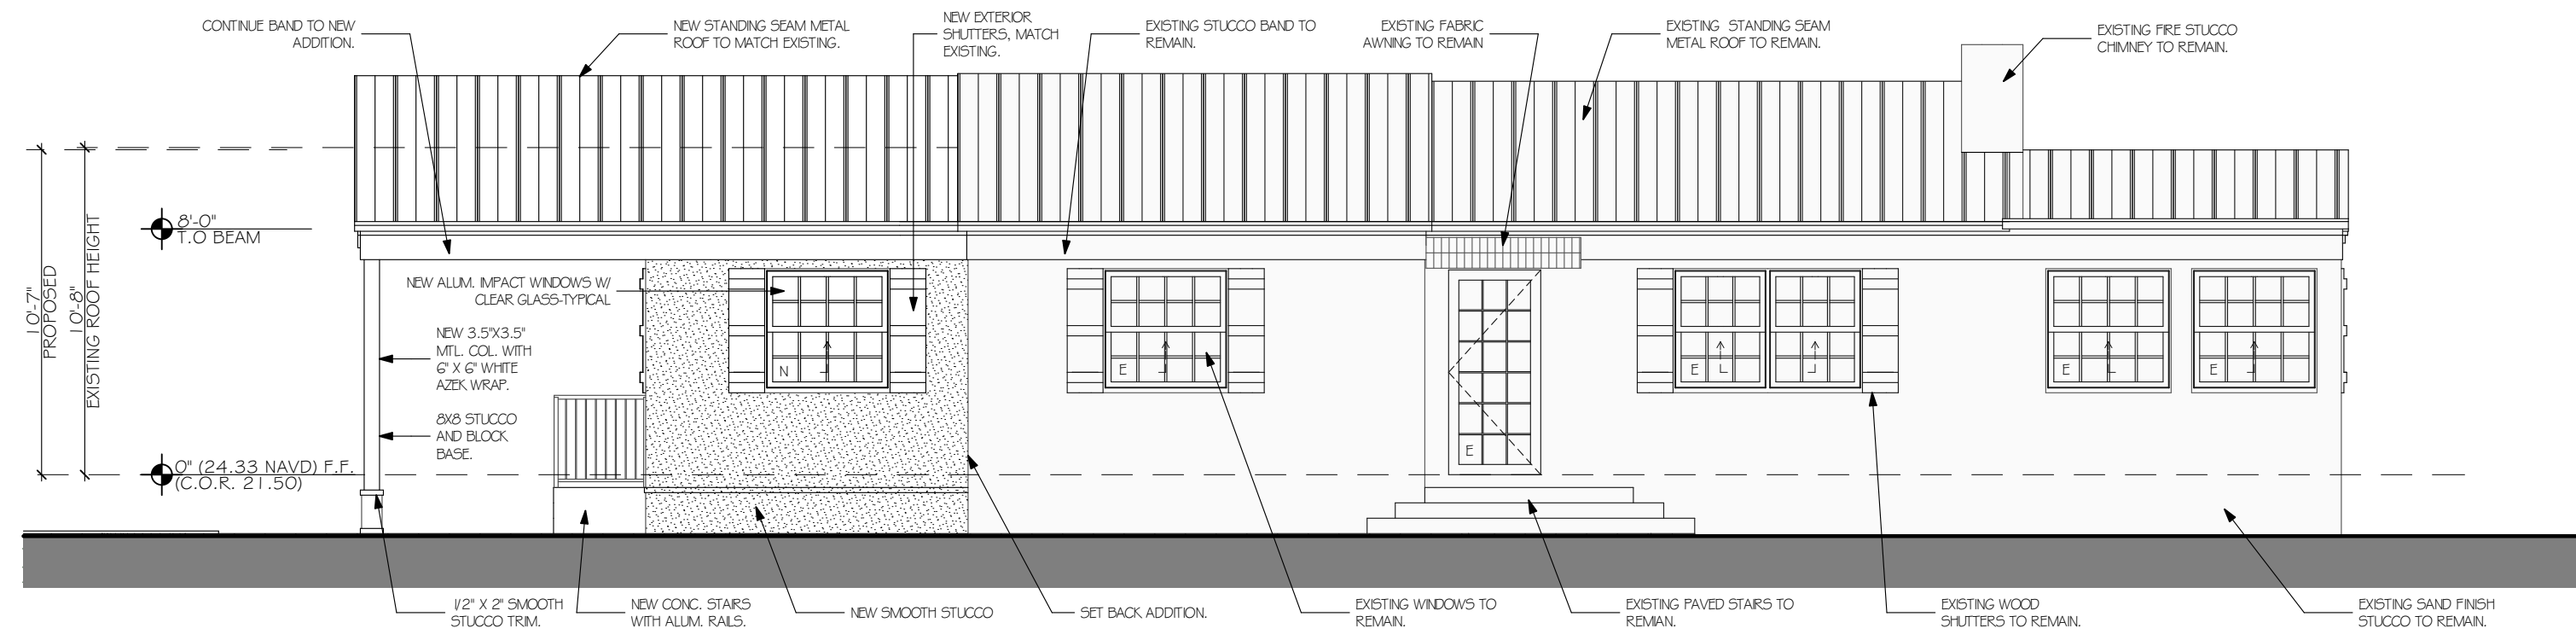 CONTINUE BAND TO NEW
ADDITION.
NEW STANDING SEAM METAL
ROOF TO MATCH EXISTING.
NEW EXTERIOR
SHUTTERS, MATCH
EXISTING.
EXISTING STUCCO BAND TO
REMAIN.
EXISTING FABRIC
AWNING TO REMAIN
EXISTING STANDING SEAM
METAL ROOF TO REMAIN.
EXISTING FIRE STUCCO
CHIMNEY TO REMAIN.
10'-7"
PROPOSED
10'-8"
EXISTING ROOF HEIGHT
8'-0"
T.O BEAM
NEW ALUM. IMPACT WINDOWS W/
CLEAR GLASS-TYPICAL
NEW 3.5"X3.5"
MTL. COL. WITH
6" X 6" WHITE
AZEK WRAP.
8X8 STUCCO
AND BLOCK
BASE.
0" (24.33 NAVD) F.F.
(C.O.R. 21.50)
N
E
E
E
E
E
1/2" X 2" SMOOTH
STUCCO TRIM.
NEW CONC. STAIRS
WITH ALUM. RAILS.
NEW SMOOTH STUCCO
SET BACK ADDITION.
EXISTING WINDOWS TO
REMAIN.
EXISTING PAVED STAIRS TO
REMIAN.
EXISTING WOOD
SHUTTERS TO REMAIN.
EXISTING SAND FINISH
STUCCO TO REMAIN.